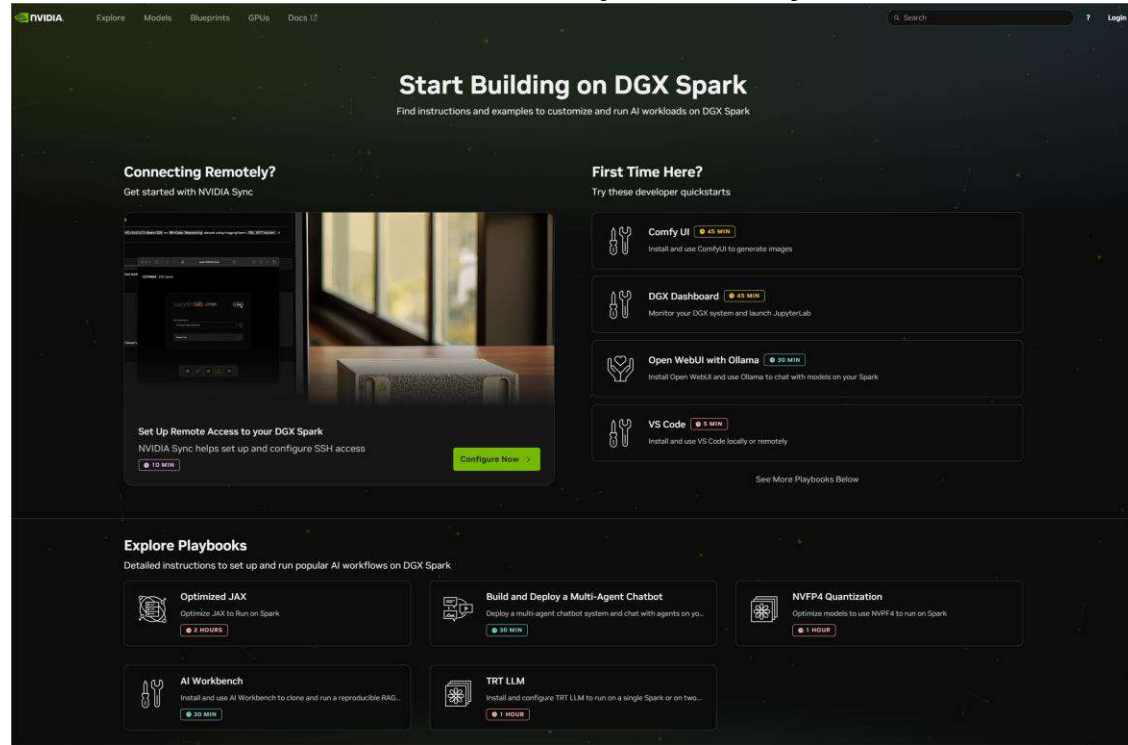 NVIDIA
Explore Models Blueprints GPUs Docs
Search
? Login
Start Building on DGX Spark
Find instructions and examples to customize and run AI workloads on DGX Spark
Connecting Remotely?
Get started with NVIDIA Sync
jupyterlab
Set Up Remote Access to your DGX Spark
NVIDIA Sync helps set up and configure SSH access
10 MIN
Configure Now >
First Time Here?
Try these developer quickstarts
Comfy UI 45 MIN
Install and use ComfyUI to generate images
DGX Dashboard 45 MIN
Monitor your DGX system and launch JupyterLab
Open WebUI with Ollama 30 MIN
Install Open WebUI and use Ollama to chat with models on your Spark
VS Code 5 MIN
Install and use VS Code locally or remotely
See More Playbooks Below
Explore Playbooks
Detailed instructions to set up and run popular AI workflows on DGX Spark
Optimized JAX
Optimize JAX to Run on Spark
2 HOURS
Build and Deploy a Multi-Agent Chatbot
Deploy a multi-agent chatbot system and chat with agents on yo...
30 MIN
NVFP4 Quantization
Optimize models to use NVPF4 to run on Spark
1 HOUR
AI Workbench
Install and use AI Workbench to clone and run a reproducible RAG...
30 MIN
TRT LLM
Install and configure TRT LLM to run on a single Spark or on two...
1 HOUR